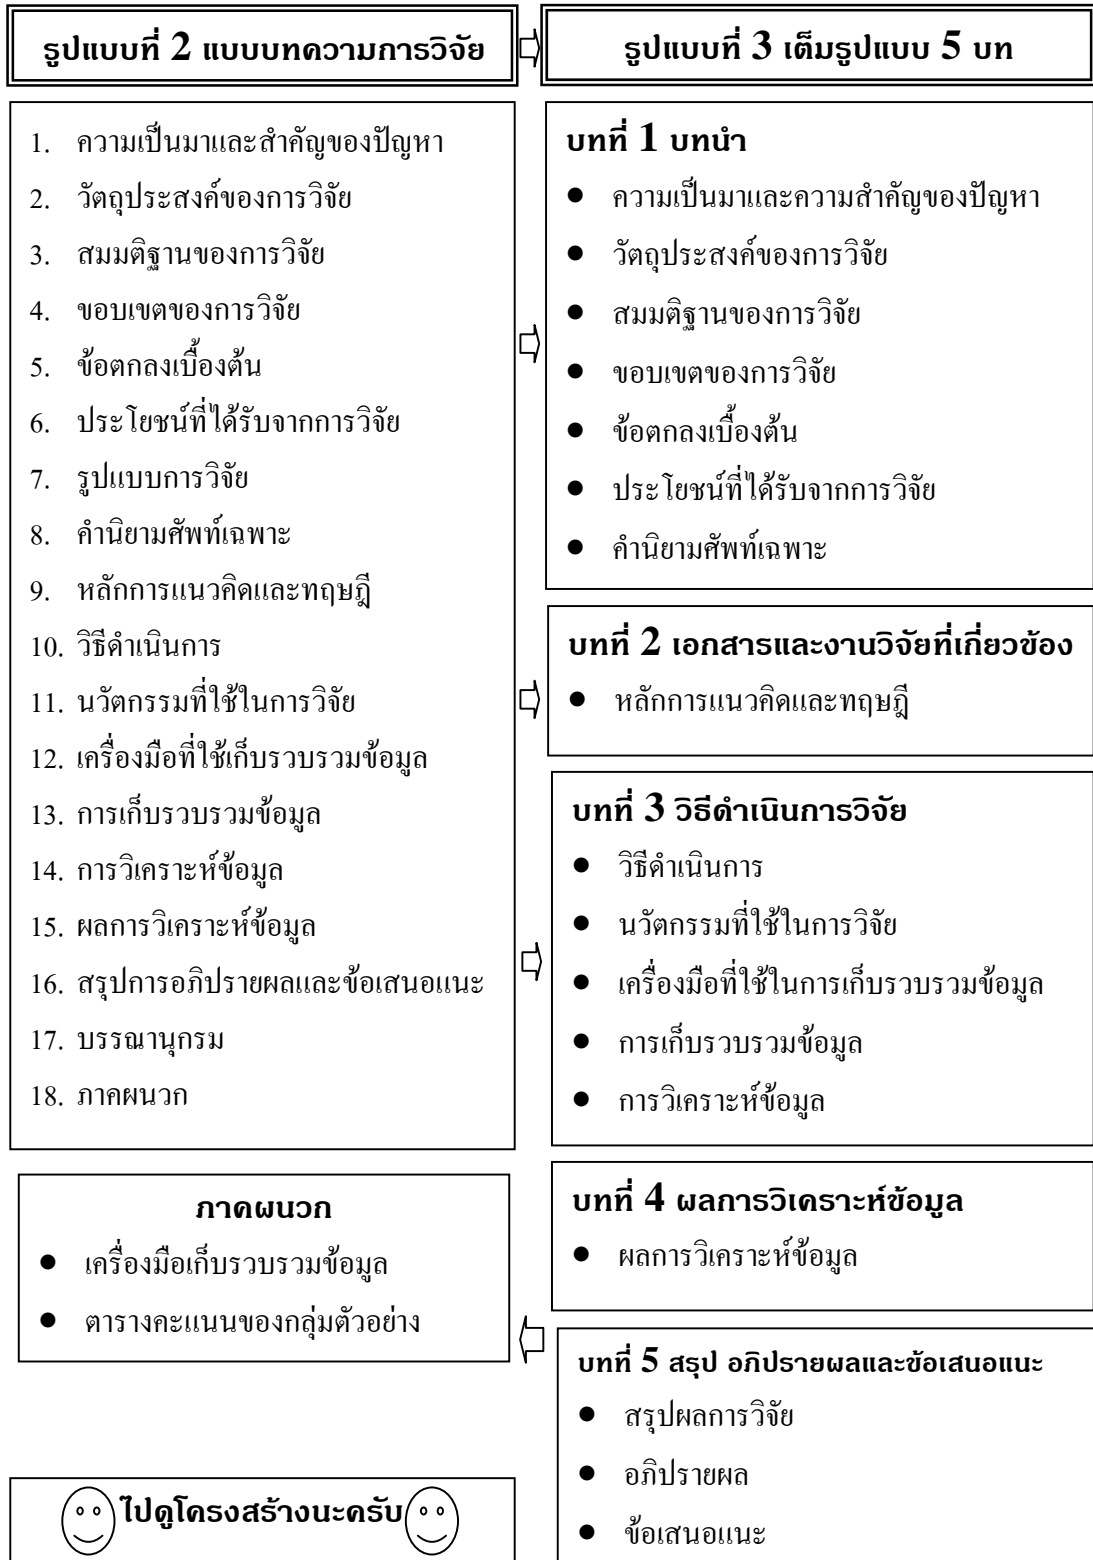 รูปแบบที่ 2 แบบบทความการวิจัย
รูปแบบที่ 3 เต็มรูปแบบ 5 บท
1. ความเป็นมาและสำคัญของปัญหา
2. วัตถุประสงค์ของการวิจัย
3. สมมติฐานของการวิจัย
4. ขอบเขตของการวิจัย
5. ข้อตกลงเบื้องต้น
6. ประโยชน์ที่ได้รับจากการวิจัย
7. รูปแบบการวิจัย
8. คำนิยามศัพท์เฉพาะ
9. หลักการแนวคิดและทฤษฎี
10. วิธีดำเนินการ
11. นวัตกรรมที่ใช้ในการวิจัย
12. เครื่องมือที่ใช้เก็บรวบรวมข้อมูล
13. การเก็บรวบรวมข้อมูล
14. การวิเคราะห์ข้อมูล
15. ผลการวิเคราะห์ข้อมูล
16. สรุปการอภิปรายผลและข้อเสนอแนะ
17. บรรณานุกรม
18. ภาคผนวก
บทที่ 1 บทนำ
● ความเป็นมาและความสำคัญของปัญหา
● วัตถุประสงค์ของการวิจัย
● สมมติฐานของการวิจัย
● ขอบเขตของการวิจัย
● ข้อตกลงเบื้องต้น
● ประโยชน์ที่ได้รับจากการวิจัย
● คำนิยามศัพท์เฉพาะ
บทที่ 2 เอกสารและงานวิจัยที่เกี่ยวข้อง
● หลักการแนวคิดและทฤษฎี
บทที่ 3 วิธีดำเนินการวิจัย
● วิธีดำเนินการ
● นวัตกรรมที่ใช้ในการวิจัย
● เครื่องมือที่ใช้ในการเก็บรวบรวมข้อมูล
● การเก็บรวบรวมข้อมูล
● การวิเคราะห์ข้อมูล
บทที่ 4 ผลการวิเคราะห์ข้อมูล
● ผลการวิเคราะห์ข้อมูล
บทที่ 5 สรุป อภิปรายผลและข้อเสนอแนะ
● สรุปผลการวิจัย
● อภิปรายผล
● ข้อเสนอแนะ
ภาคผนวก
● เครื่องมือเก็บรวบรวมข้อมูล
● ตารางคะแนนของกลุ่มตัวอย่าง
ไปดูโครงสร้างนะครับ